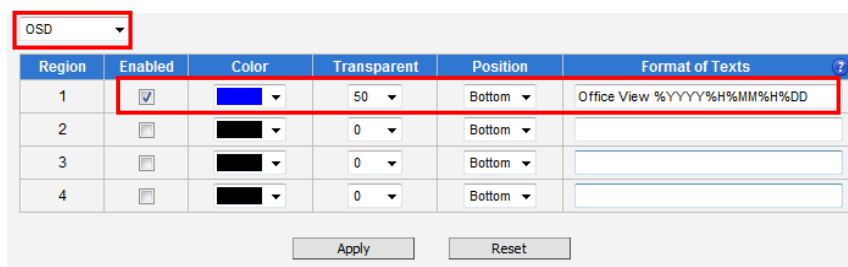 OSD
Region Enabled Color Transparent Position Format of Texts ?
1 50 Bottom Office View %YYYY%H%MM%H%DD
2 0 Bottom
3 0 Bottom
4 0 Bottom
Apply Reset